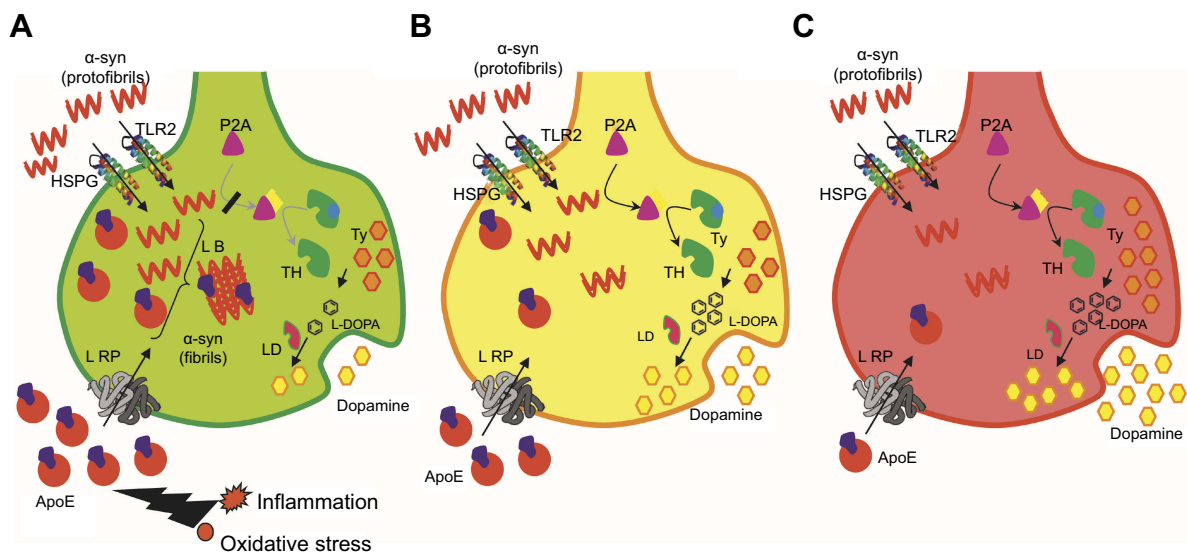 A
α-syn
(protofibrils)
TLR2
P2A
HSPG
Ty
L B
TH
L-DOPA
α-syn
(fibrils)
LD
L RP
Dopamine
ApoE
Inflammation
Oxidative stress
B
α-syn
(protofibrils)
TLR2
P2A
HSPG
Ty
TH
L-DOPA
LD
L RP
Dopamine
ApoE
C
α-syn
(protofibrils)
TLR2
P2A
HSPG
Ty
TH
L-DOPA
LD
L RP
Dopamine
ApoE